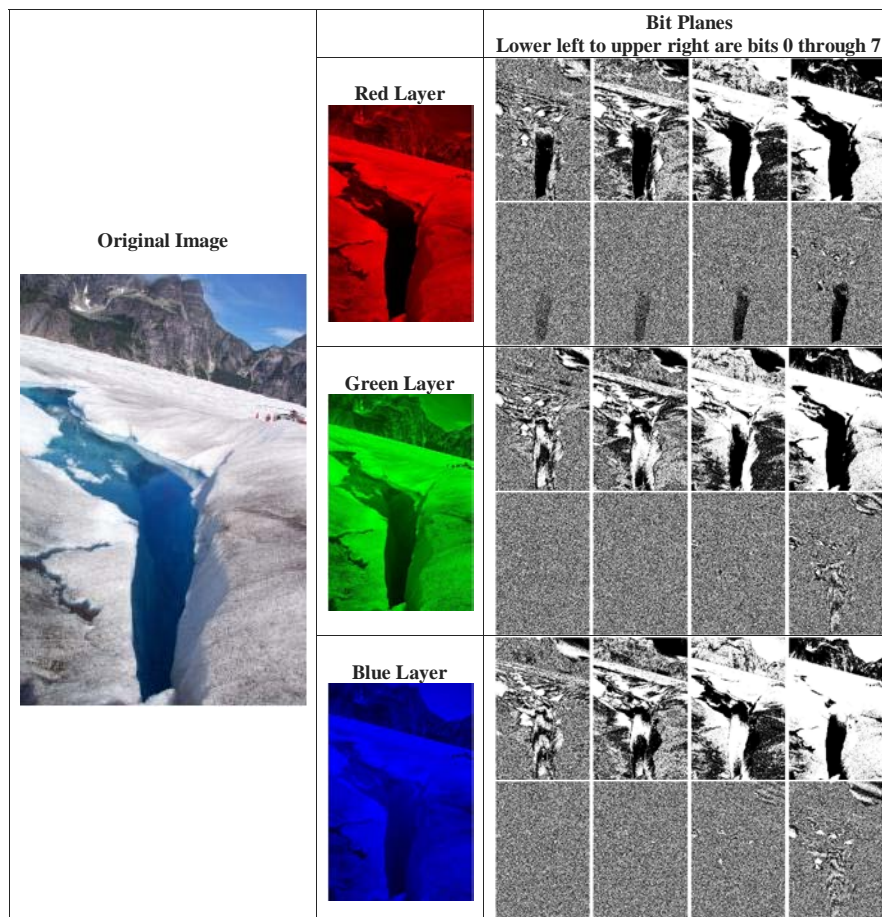 Bit Planes
Lower left to upper right are bits 0 through 7
Original Image
Red Layer
Green Layer
Blue Layer